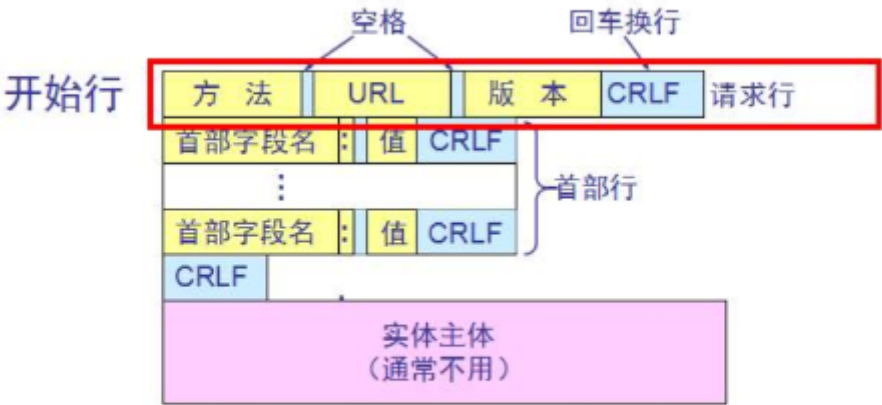 空格 回车换行
开始行 方 法 URL 版 本 CRLF 请求行
首部字段名 : 值 CRLF
⋮ 首部行
首部字段名 : 值 CRLF
CRLF
实体主体
（通常不用）